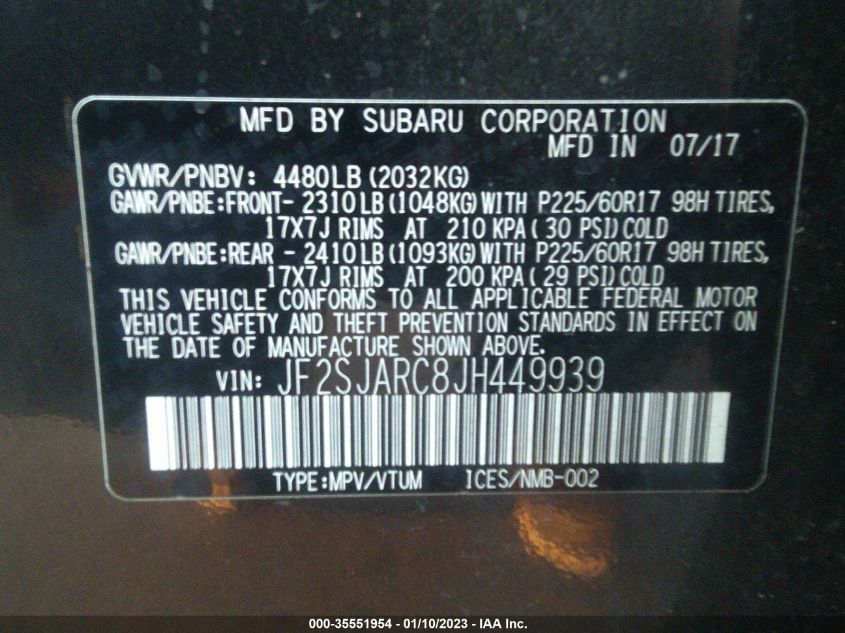 MFD BY SUBARU CORPORATION
MFD IN 07/17
GVWR/PNBV: 4480LB (2032KG)
GAWR/PNBE:FRONT- 2310LB (1048KG) WITH P225/60R17 98H TIRES,
17X7J RIMS AT 210 KPA ( 30 PSI) COLD
GAWR/PNBE:REAR - 2410LB (1093KG) WITH P225/60R17 98H TIRES,
17X7J RIMS AT 200 KPA ( 29 PSI) COLD
THIS VEHICLE CONFORMS TO ALL APPLICABLE FEDERAL MOTOR
VEHICLE SAFETY AND THEFT PREVENTION STANDARDS IN EFFECT ON
THE DATE OF MANUFACTURE SHOWN ABOVE.
VIN: JF2SJARC8JH449939
TYPE:MPV/VTUM ICES/NMB-002
000-35551954 - 01/10/2023 - IAA Inc.